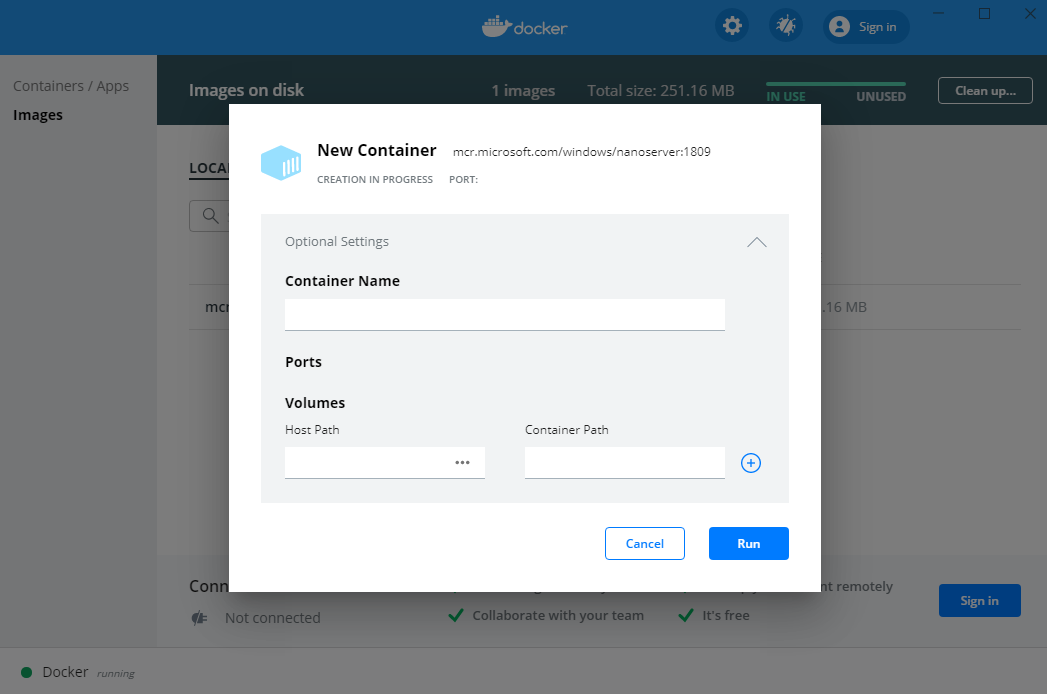 docker
Sign in
Containers / Apps
Images
Images on disk
1 images
Total size: 251.16 MB
IN USE
UNUSED
Clean up...
New Container
mcr.microsoft.com/windows/nanoserver:1809
CREATION IN PROGRESS
PORT:
Optional Settings
Container Name
Ports
Volumes
Host Path
Container Path
•••
Cancel
Run
LOCA
mcr
.16 MB
Conn
nt remotely
Not connected
Collaborate with your team
It's free
Sign in
Docker running